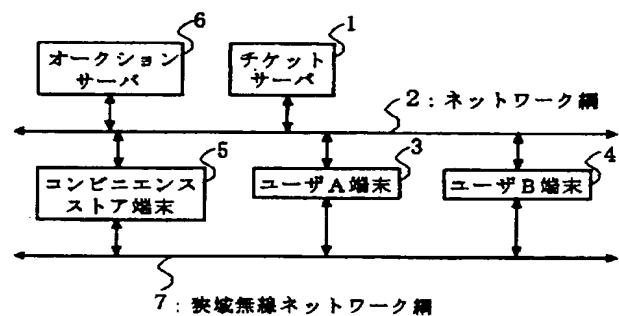 6
オークション
サーバ
1
チケット
サーバ
2：ネットワーク網
5
コンビニエンス
ストア端末
3
ユーザA端末
4
ユーザB端末
7：狭域無線ネットワーク網